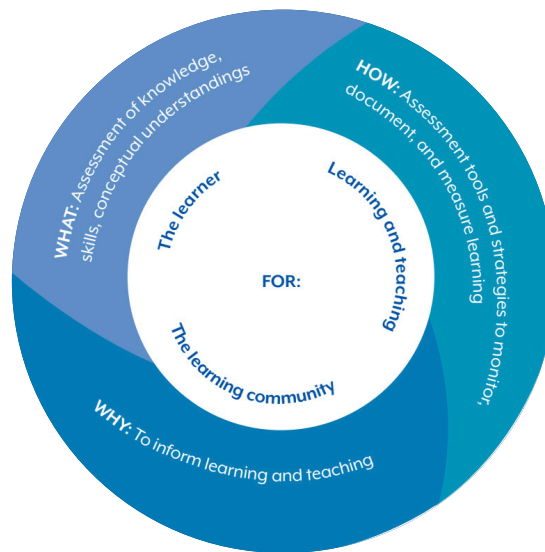 WHAT: Assessment of knowledge,
skills, conceptual understandings
HOW: Assessment tools and strategies to monitor,
document, and measure learning
WHY: To inform learning and teaching
FOR:
The learner
Learning and teaching
The learning community